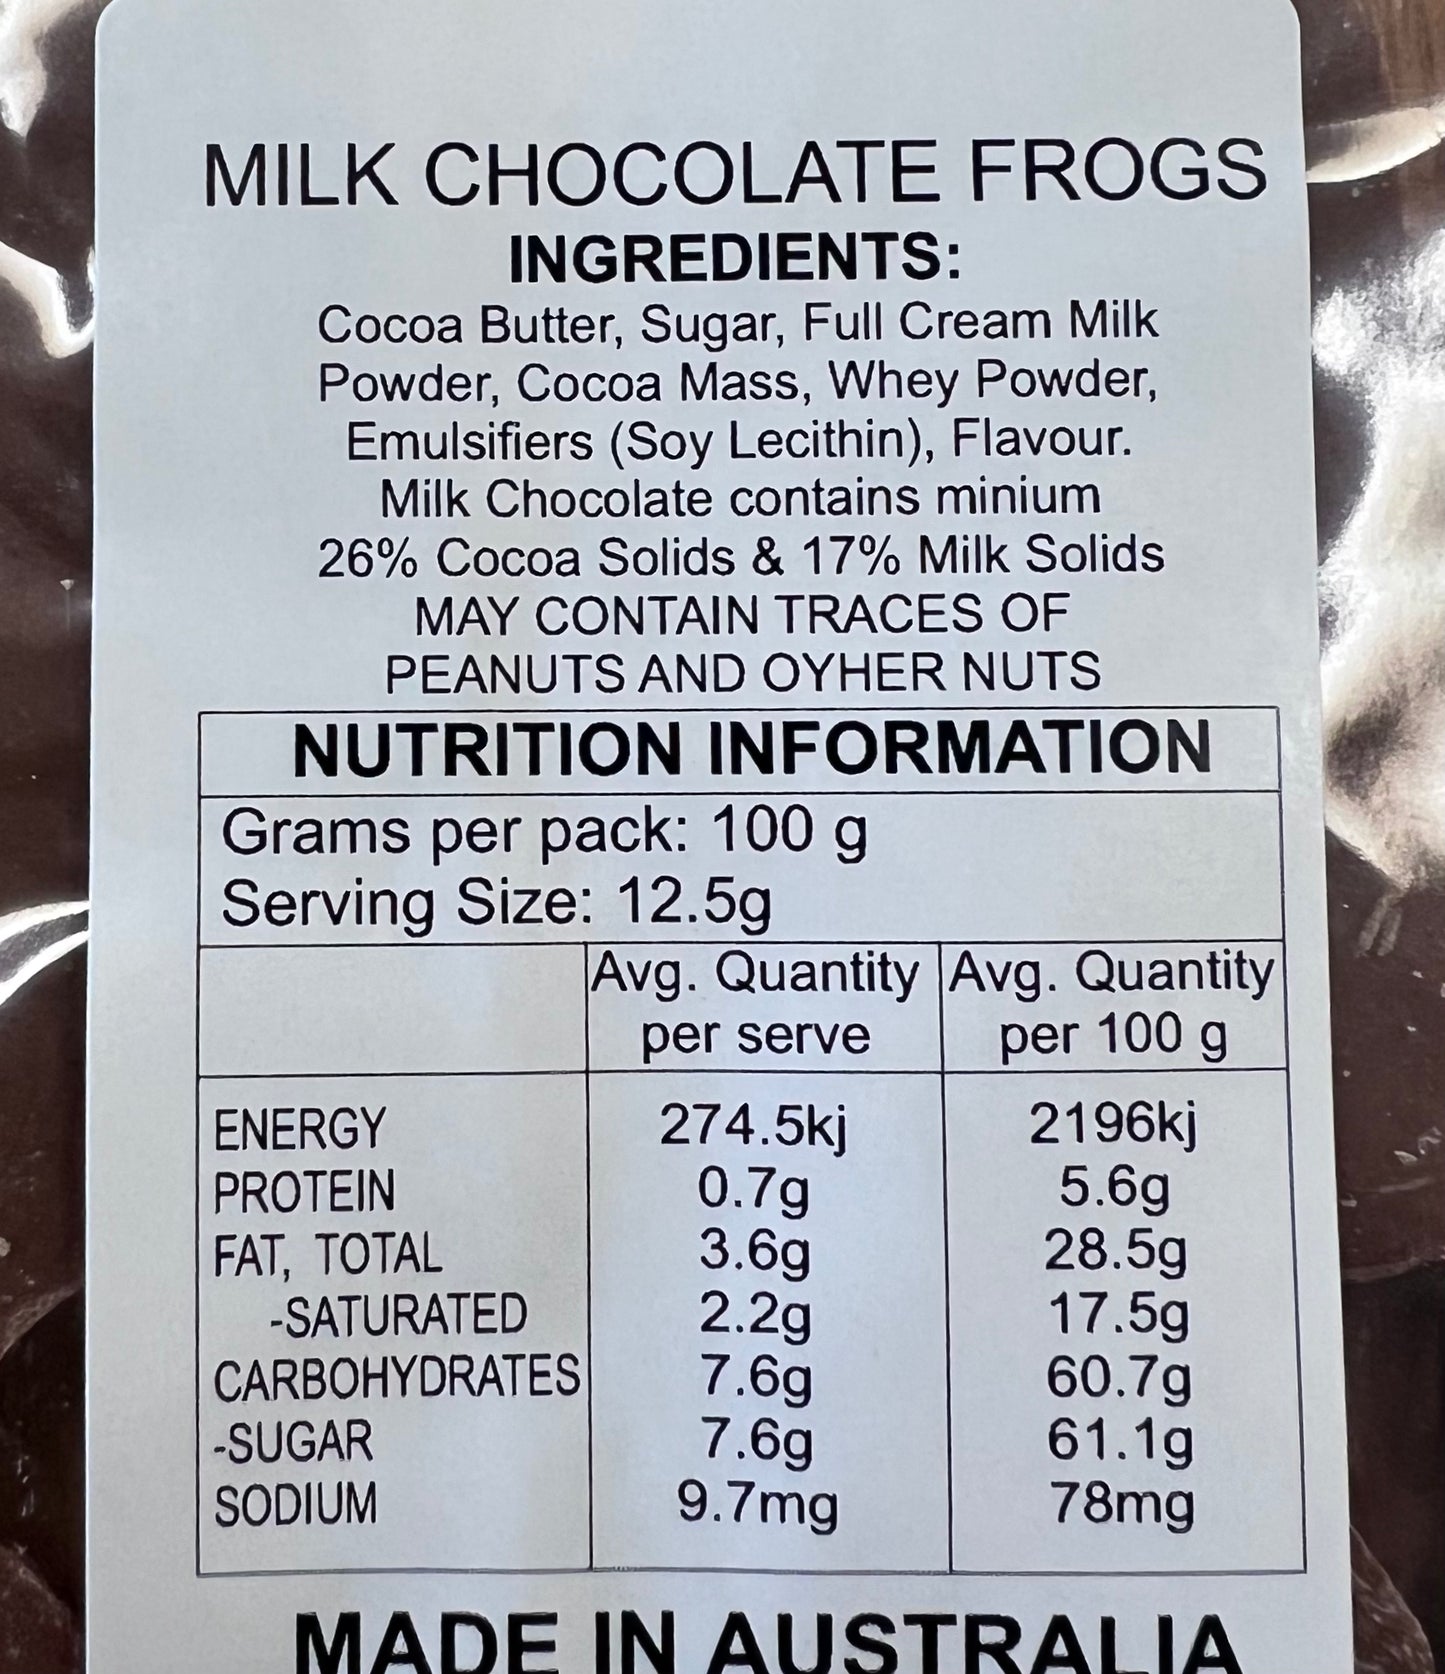 MILK CHOCOLATE FROGS
INGREDIENTS:
Cocoa Butter, Sugar, Full Cream Milk
Powder, Cocoa Mass, Whey Powder,
Emulsifiers (Soy Lecithin), Flavour.
Milk Chocolate contains minium
26% Cocoa Solids & 17% Milk Solids
MAY CONTAIN TRACES OF
PEANUTS AND OYHER NUTS
NUTRITION INFORMATION
Grams per pack: 100 g
Serving Size: 12.5g
Avg. Quantity Avg. Quantity
per serve per 100 g
ENERGY 274.5kj 2196kj
PROTEIN 0.7g 5.6g
FAT, TOTAL 3.6g 28.5g
-SATURATED 2.2g 17.5g
CARBOHYDRATES 7.6g 60.7g
-SUGAR 7.6g 61.1g
SODIUM 9.7mg 78mg
MADE IN AUSTRALIA